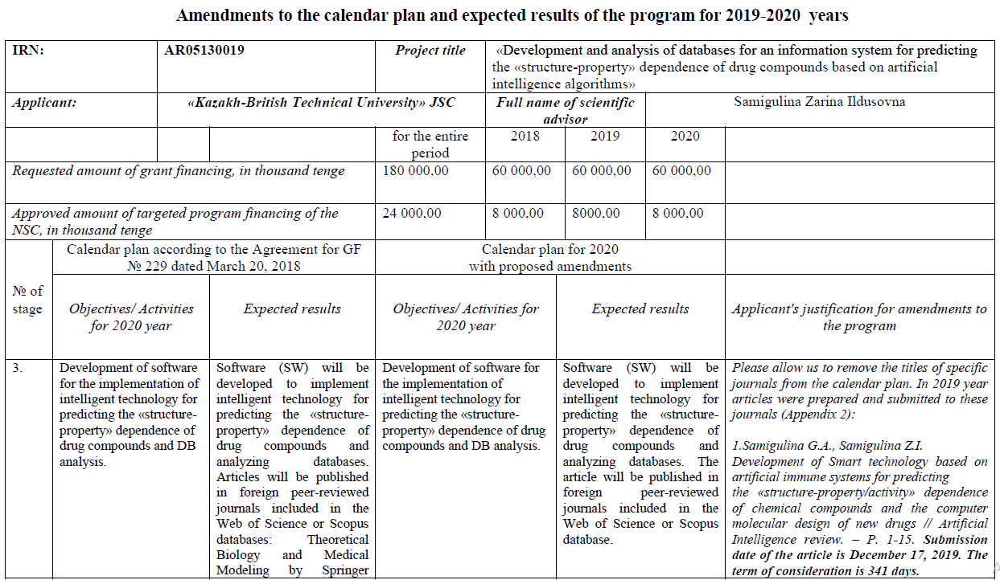 Amendments to the calendar plan and expected results of the program for 2019-2020 years
IRN:
AR05130019
Project title
«Development and analysis of databases for an information system for predicting
the «structure-property» dependence of drug compounds based on artificial
intelligence algorithms»
Applicant:
«Kazakh-British Technical University» JSC
Full name of scientific
advisor
Samigulina Zarina Ildusovna
for the entire
period
2018
2019
2020
Requested amount of grant financing, in thousand tenge
180 000,00
60 000,00
60 000,00
60 000,00
Approved amount of targeted program financing of the
NSC, in thousand tenge
24 000,00
8 000,00
8000,00
8 000,00
№ of
stage
Calendar plan according to the Agreement for GF
№ 229 dated March 20, 2018
Calendar plan for 2020
with proposed amendments
Objectives/ Activities
for 2020 year
Expected results
Objectives/ Activities for
2020 year
Expected results
Applicant's justification for amendments to
the program
3.
Development of software
for the implementation of
intelligent technology for
predicting the «structure-
property» dependence of
drug compounds and DB
analysis.
Software (SW) will be
developed to implement
intelligent technology for
predicting the «structure-
property» dependence of
drug compounds and
analyzing databases.
Articles will be published
in foreign peer-reviewed
journals included in the
Web of Science or Scopus
databases: Theoretical
Biology and Medical
Modeling by Springer
Development of software for
the implementation of
intelligent technology for
predicting the «structure-
property» dependence of drug
compounds and DB analysis.
Software (SW) will be
developed to implement
intelligent technology for
predicting the «structure-
property» dependence of
drug compounds and
analyzing databases. The
article will be published in
foreign peer-reviewed
journals included in the
Web of Science or Scopus
database.
Please allow us to remove the titles of specific
journals from the calendar plan. In 2019 year
articles were prepared and submitted to these
journals (Appendix 2):
1.Samigulina G.A., Samigulina Z.I.
Development of Smart technology based on
artificial immune systems for predicting
the «structure-property/activity» dependence
of chemical compounds and the computer
molecular design of new drugs // Artificial
Intelligence review. – P. 1-15. Submission
date of the article is December 17, 2019. The
term of consideration is 341 days.